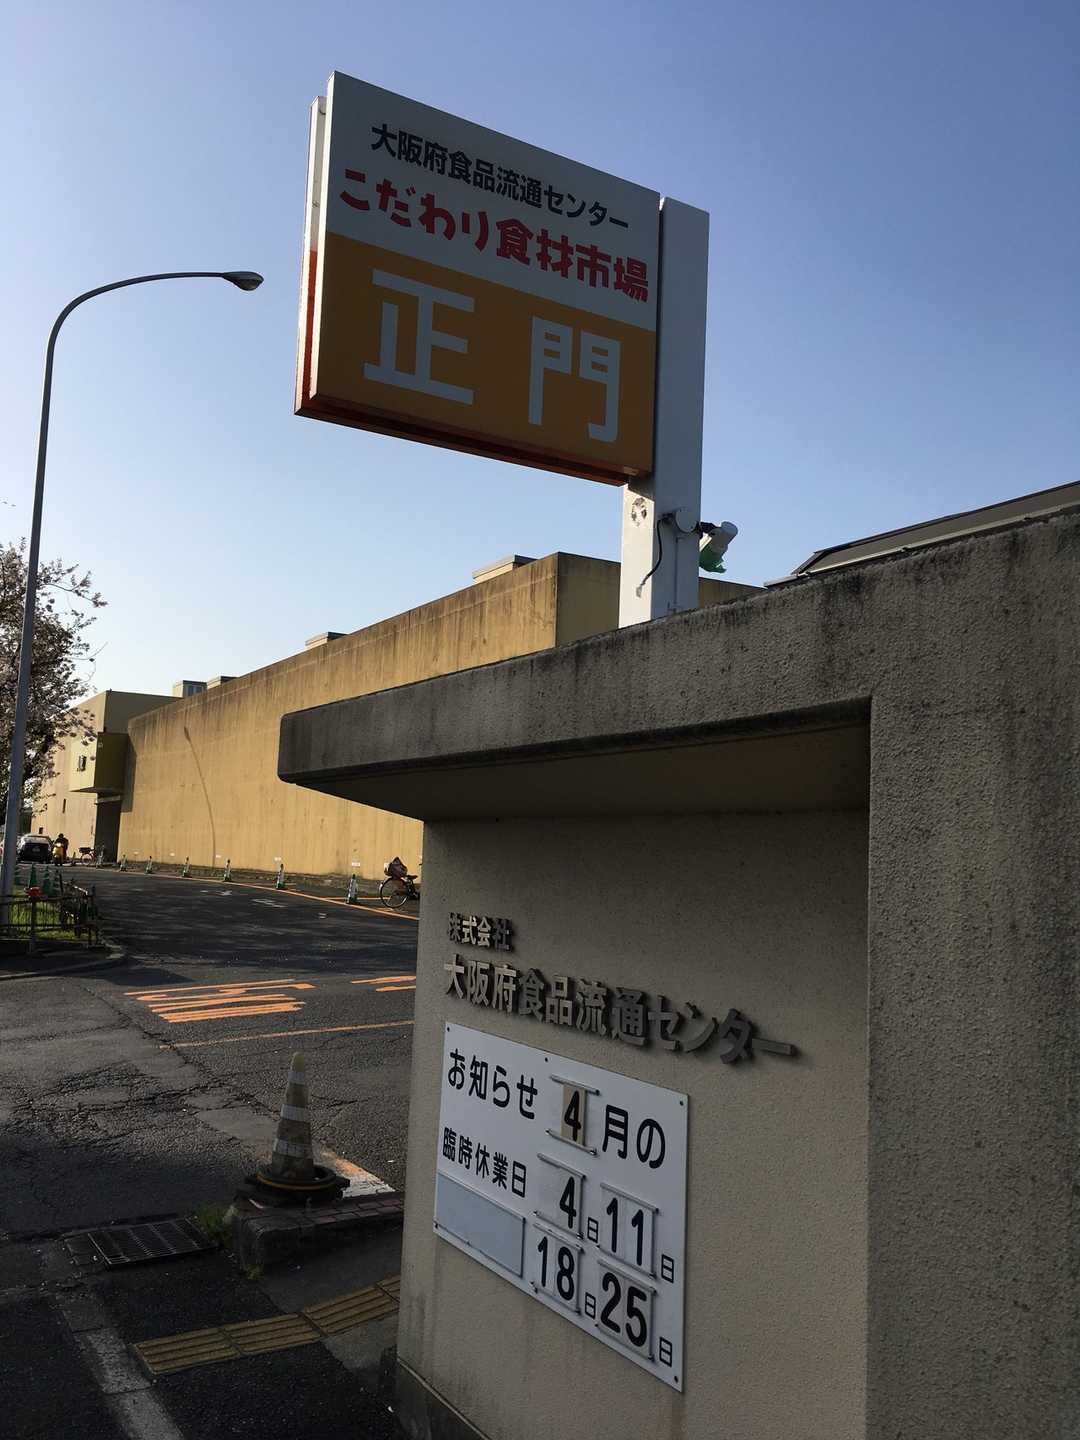 大阪府食品流通センター
こだわり食材市場
正門
株式会社
大阪府食品流通センター
お知らせ 4月の
臨時休業日 4日 11日
18日 25日